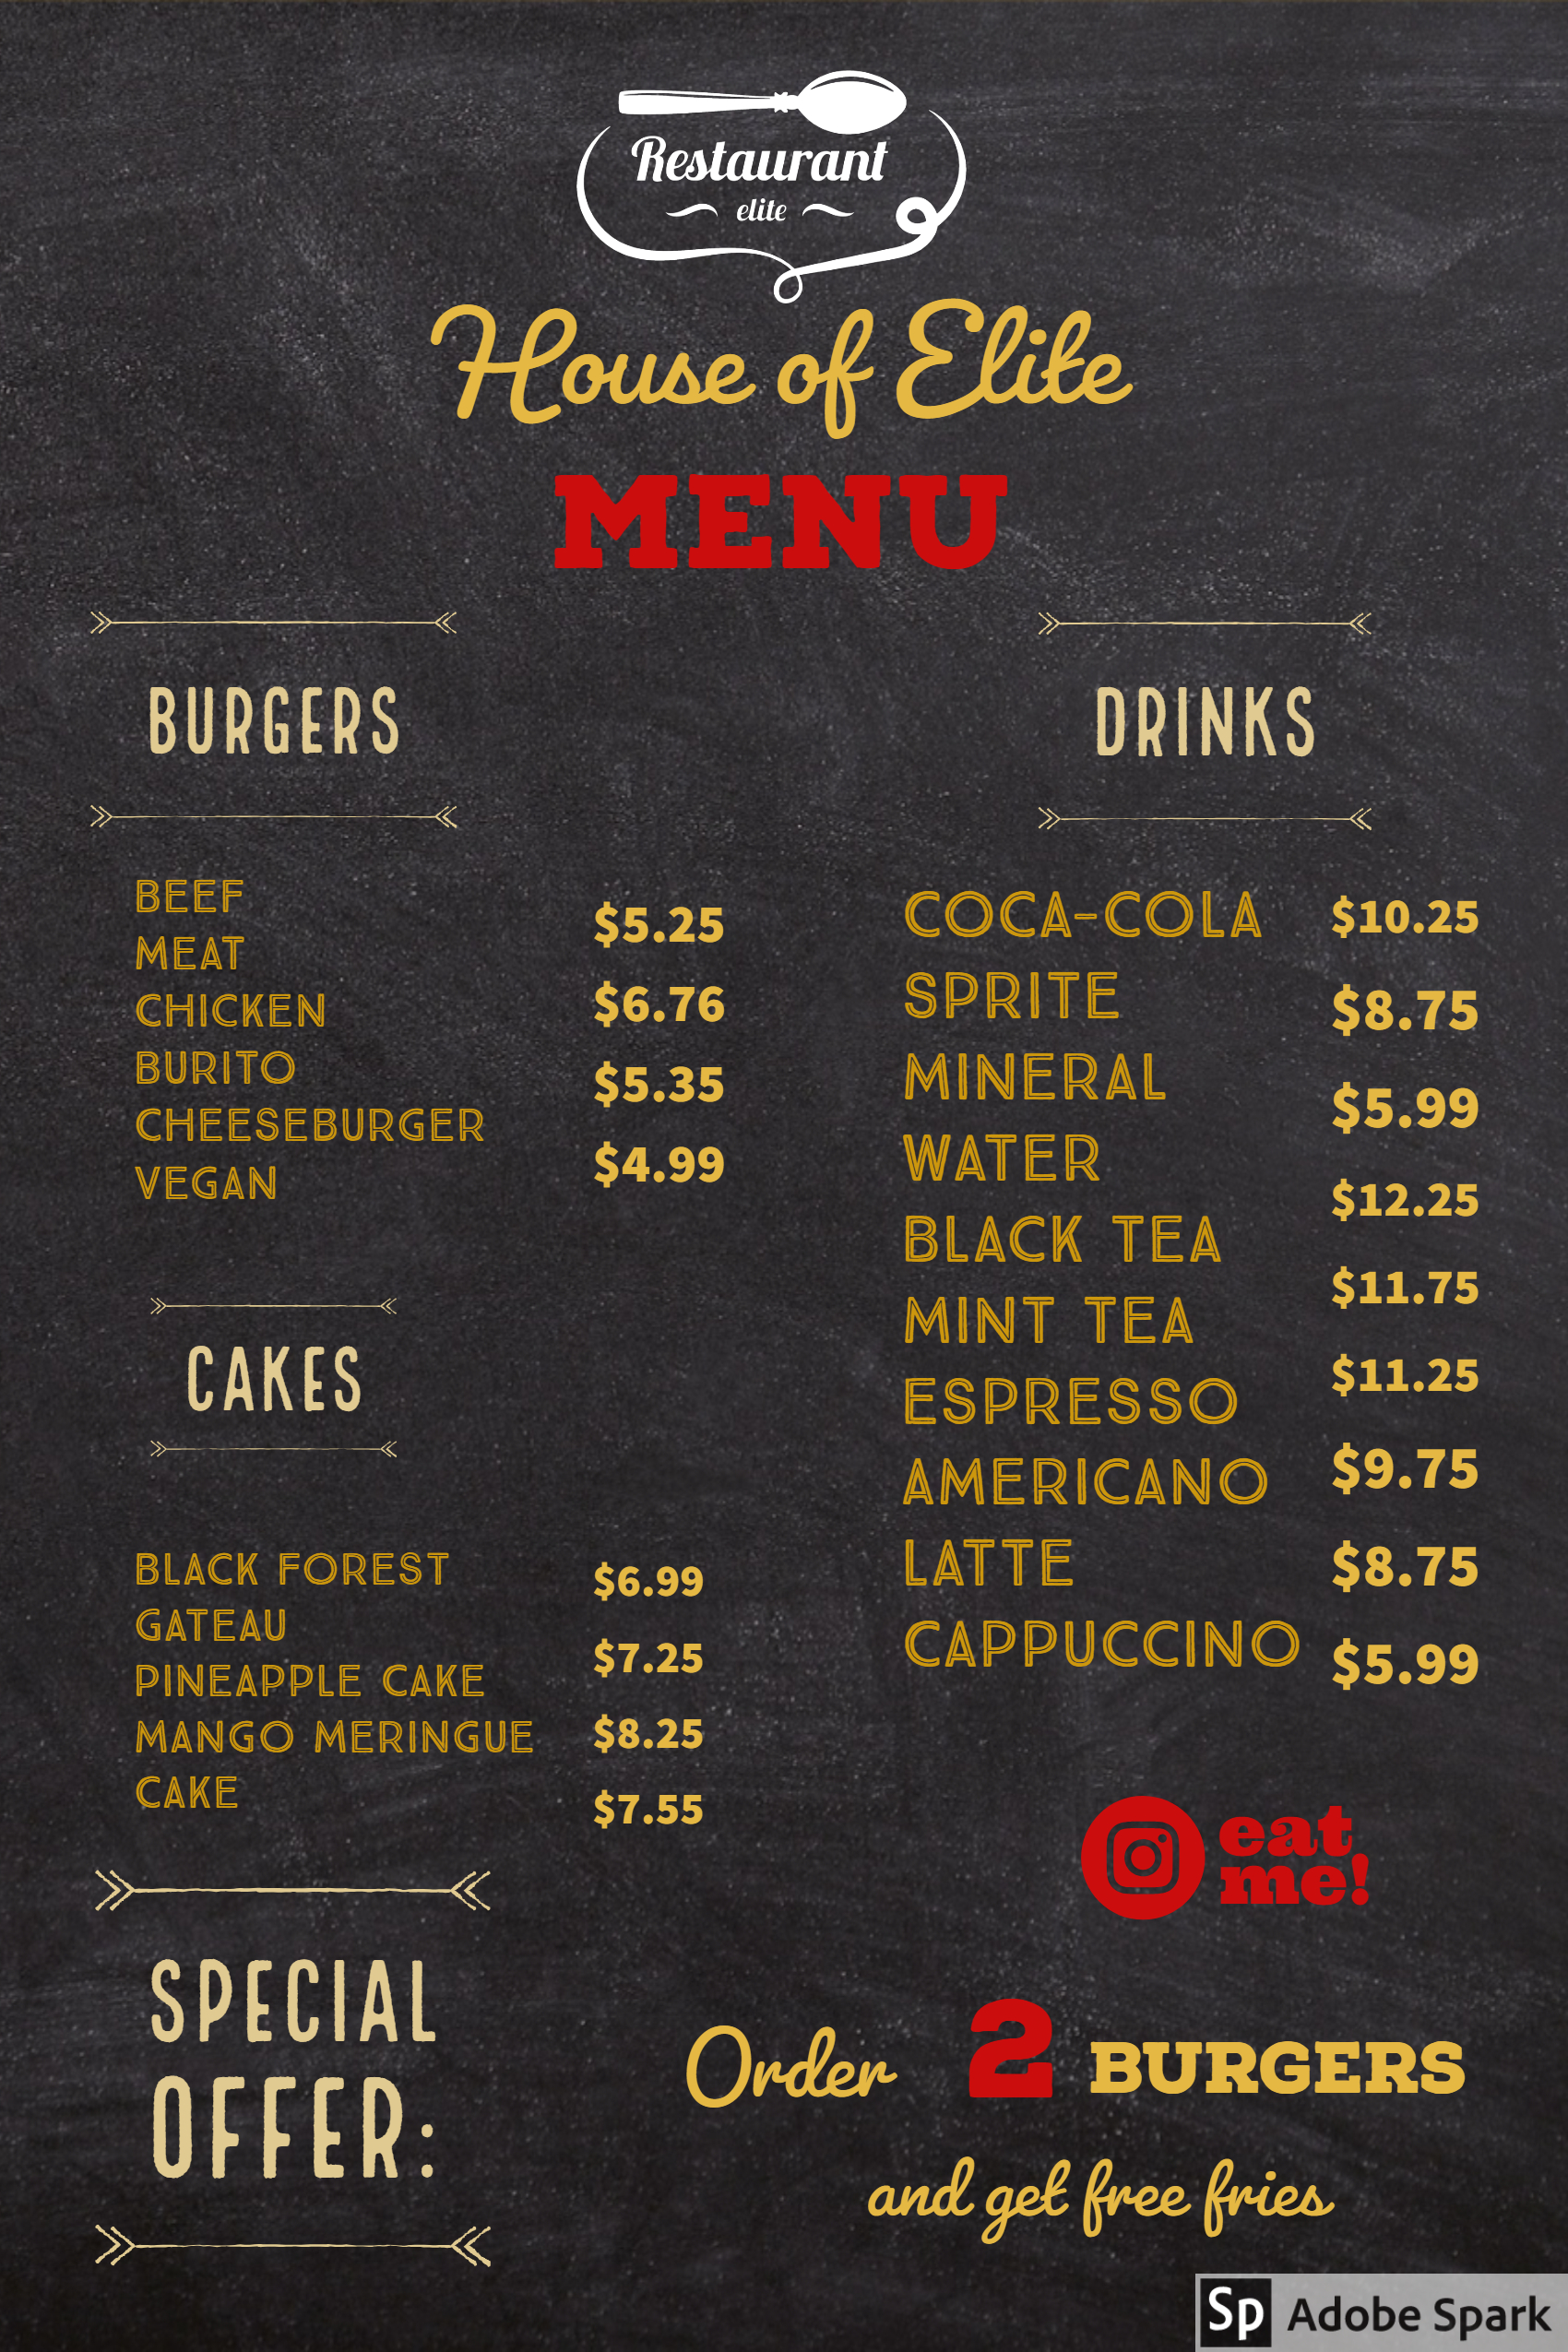 Restaurant
elite
House of Elite
MENU
BURGERS
BEEF
MEAT
CHICKEN
BURITO
CHEESEBURGER
VEGAN
$5.25
$6.76
$5.35
$4.99
CAKES
BLACK FOREST
GATEAU
PINEAPPLE CAKE
MANGO MERINGUE
CAKE
$6.99
$7.25
$8.25
$7.55
DRINKS
COCA-COLA
SPRITE
MINERAL
WATER
BLACK TEA
MINT TEA
ESPRESSO
AMERICANO
LATTE
CAPPUCCINO
$10.25
$8.75
$5.99
$12.25
$11.75
$11.25
$9.75
$8.75
$5.99
eat
me!
SPECIAL
OFFER:
Order 2 BURGERS
and get free fries
Sp Adobe Spark